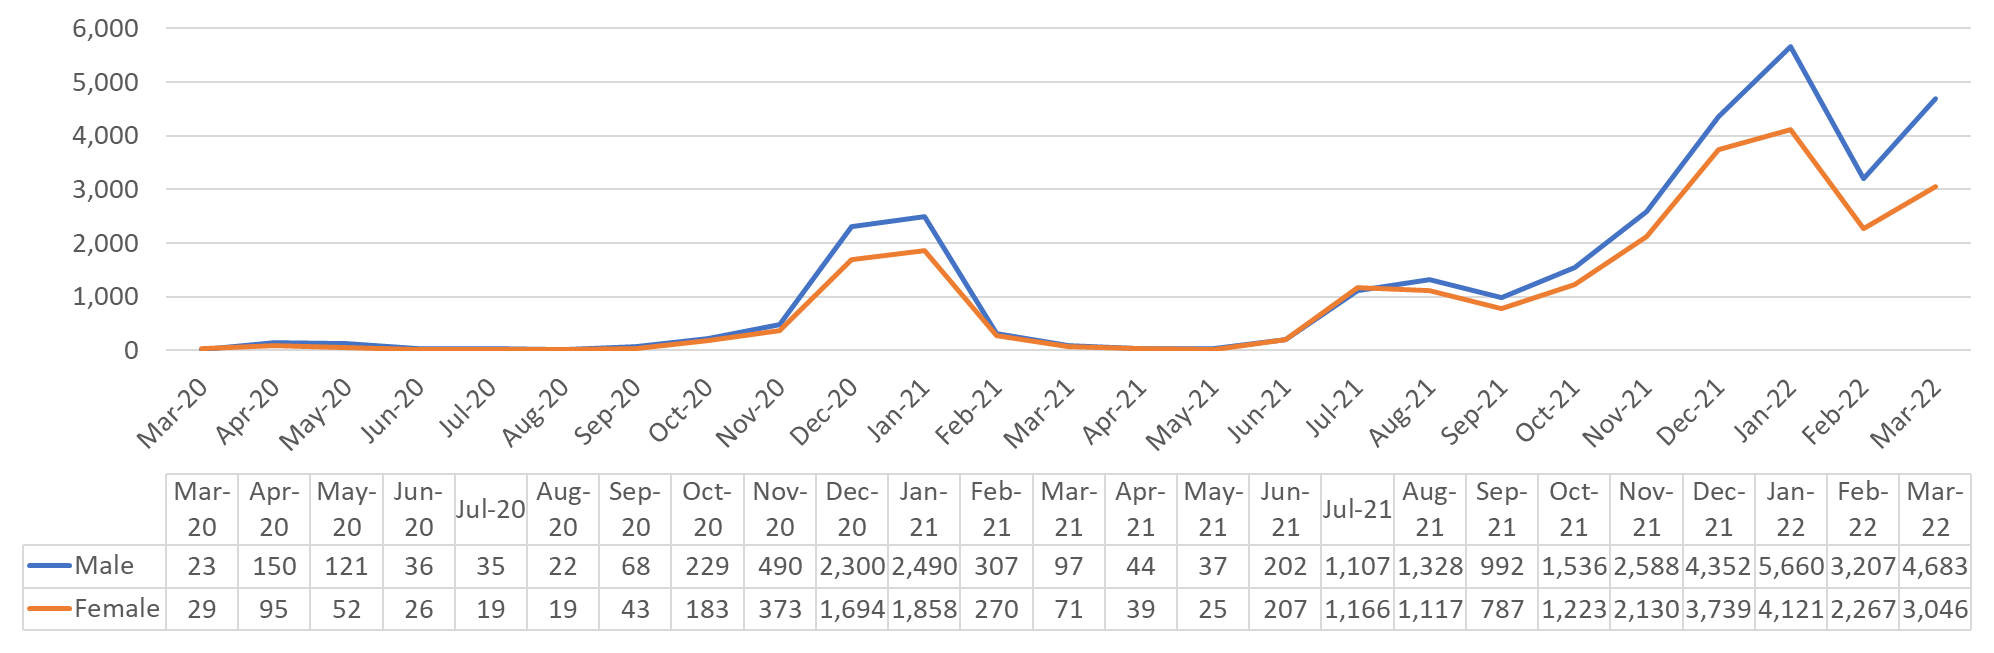 6,000
5,000
4,000
3,000
2,000
1,000
0
Mar-20 Apr-20 May-20 Jun-20 Jul-20 Aug-20 Sep-20 Oct-20 Nov-20 Dec-20 Jan-21 Feb-21 Mar-21 Apr-21 May-21 Jun-21 Jul-21 Aug-21 Sep-21 Oct-21 Nov-21 Dec-21 Jan-22 Feb-22 Mar-22
Mar-20 Apr-20 May-20 Jun-20 Jul-20 Aug-20 Sep-20 Oct-20 Nov-20 Dec-20 Jan-21 Feb-21 Mar-21 Apr-21 May-21 Jun-21 Jul-21 Aug-21 Sep-21 Oct-21 Nov-21 Dec-21 Jan-22 Feb-22 Mar-22
Male 23 150 121 36 35 22 68 229 490 2,300 2,490 307 97 44 37 202 1,107 1,328 992 1,536 2,588 4,352 5,660 3,207 4,683
Female 29 95 52 26 19 19 43 183 373 1,694 1,858 270 71 39 25 207 1,166 1,117 787 1,223 2,130 3,739 4,121 2,267 3,046